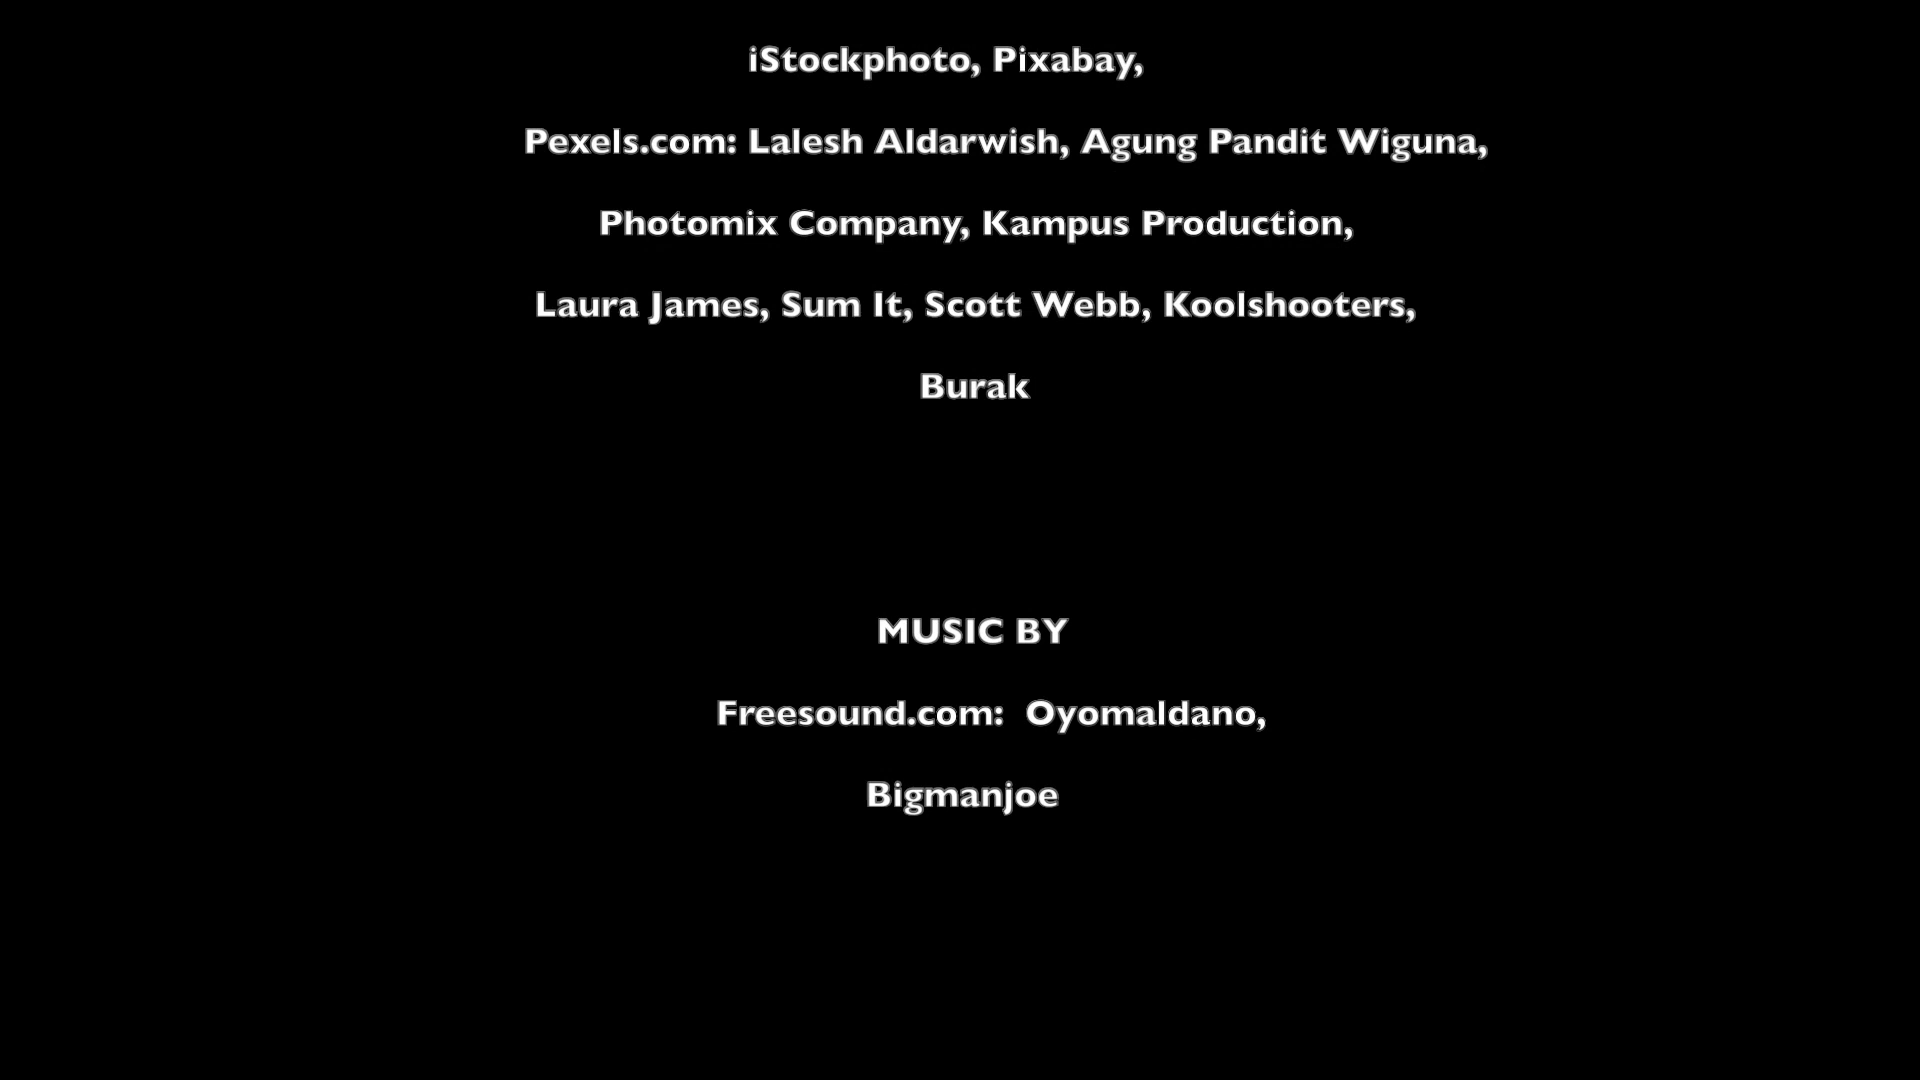 iStockphoto, Pixabay,
Pexels.com: Lalesh Aldarwish, Agung Pandit Wiguna,
Photomix Company, Kampus Production,
Laura James, Sum It, Scott Webb, Koolshooters,
Burak
MUSIC BY
Freesound.com:  Oyomaldano,
Bigmanjoe